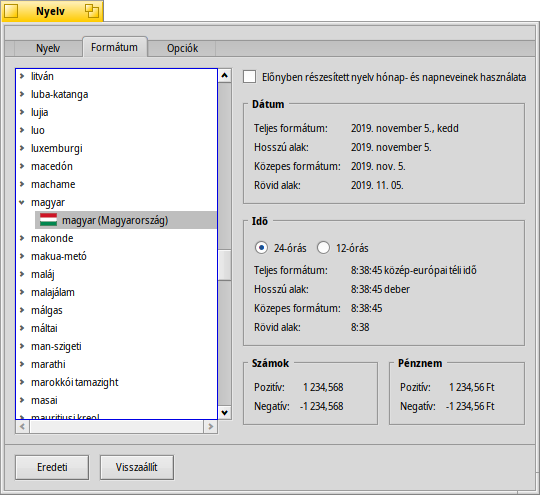 Nyelv
Nyelv Formátum Opciók
litván
luba-katanga
lujia
luo
luxemburgi
macedón
machame
magyar
magyar (Magyarország)
makonde
makua-metó
maláj
malajálam
málgas
máltai
man-szigeti
marathi
marokkói tamazight
masai
mauritiusi kreol
Előnyben részesített nyelv hónap- és napneveinek használata
Dátum
Teljes formátum: 2019. november 5., kedd
Hosszú alak: 2019. november 5.
Közepes formátum: 2019. nov. 5.
Rövid alak: 2019. 11. 05.
Idő
24-órás 12-órás
Teljes formátum: 8:38:45 közép-európai téli idő
Hosszú alak: 8:38:45 deber
Közepes formátum: 8:38:45
Rövid alak: 8:38
Számok
Pozitív: 1 234,568
Negatív: -1 234,568
Pénznem
Pozitív: 1 234,56 Ft
Negatív: -1 234,56 Ft
Eredeti Visszaállít